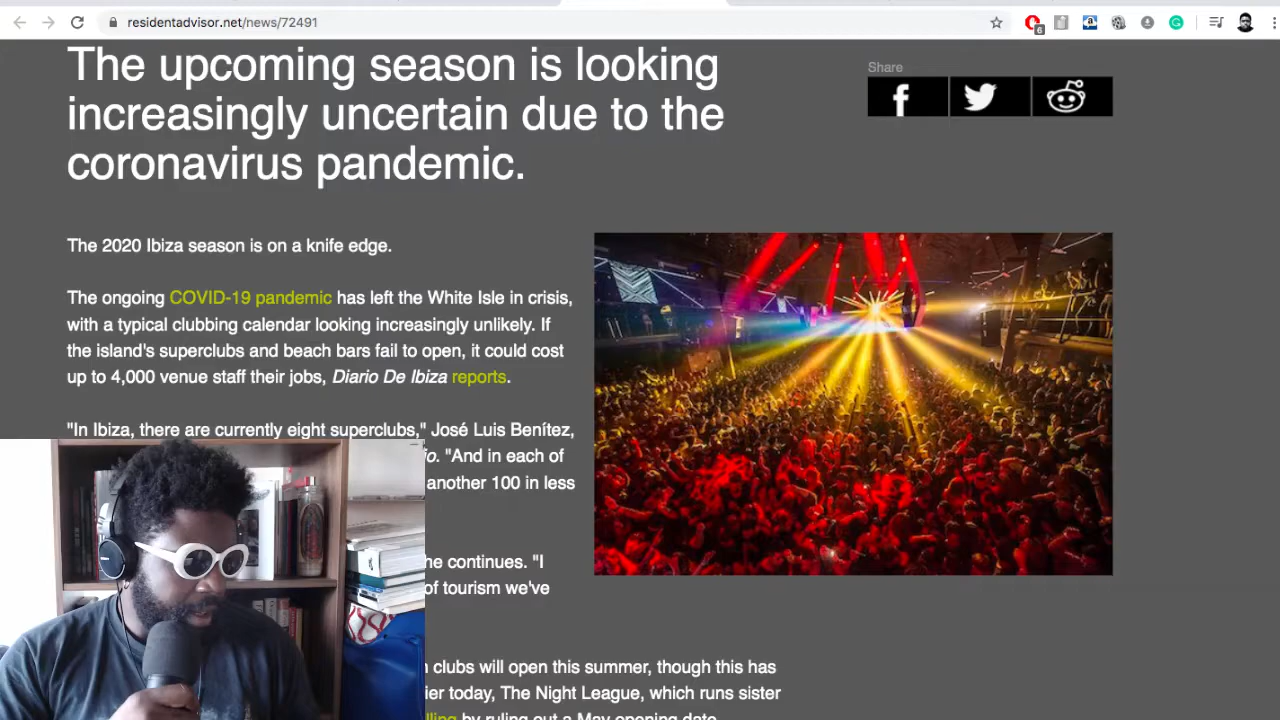 residentadvisor.net/news/72491
6
The upcoming season is looking
increasingly uncertain due to the
coronavirus pandemic.
Share
The 2020 Ibiza season is on a knife edge.
The ongoing COVID-19 pandemic has left the White Isle in crisis,
with a typical clubbing calendar looking increasingly unlikely. If
the island's superclubs and beach bars fail to open, it could cost
up to 4,000 venue staff their jobs, Diario De Ibiza reports.
"In Ibiza, there are currently eight superclubs," José Luis Benítez,
"And in each of
another 100 in less
he continues. "I
of tourism we've
clubs will open this summer, though this has
today, The Night League, which runs sister
by ruling out a May opening date